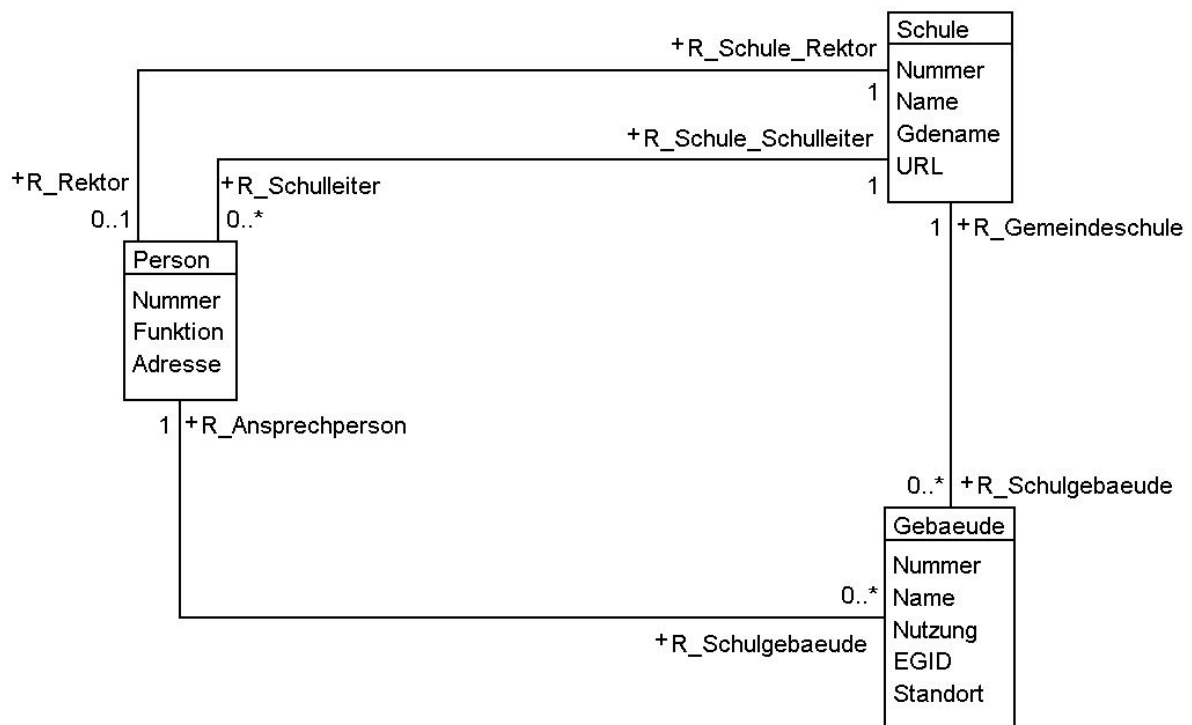 Schule
+R_Schule_Rektor
Nummer
1
Name
+R_Schule_Schulleiter
Gdename
URL
+R_Rektor
+R_Schulleiter
1
0..1
0..*
1 +R_Gemeindeschule
Person
Nummer
Funktion
Adresse
1 +R_Ansprechperson
0..* +R_Schulgebaeude
Gebaeude
Nummer
0..*
Name
Nutzung
+R_Schulgebaeude
EGID
Standort